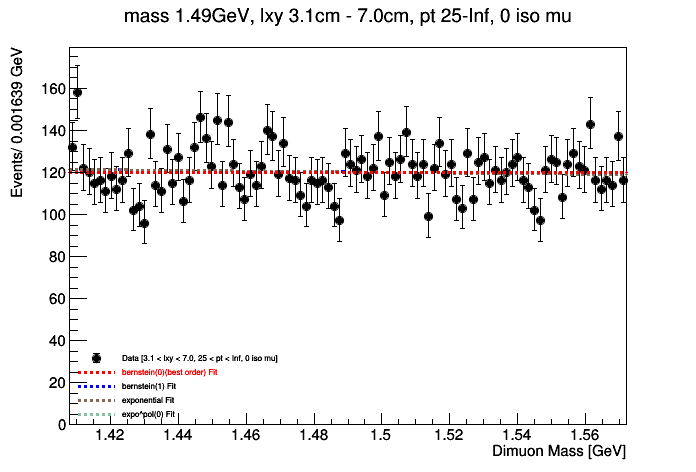 mass 1.49GeV, lxy 3.1cm - 7.0cm, pt 25-Inf, 0 iso mu
Events/ 0.001639 GeV
160
140
120
100
80
60
40
20
0
Data [3.1 < lxy < 7.0, 25 < pt < Inf, 0 iso mu]
bernstein(0)(best order) Fit
bernstein(1) Fit
exponential Fit
expo*pol(0) Fit
1.42 1.44 1.46 1.48 1.5 1.52 1.54 1.56
Dimuon Mass [GeV]